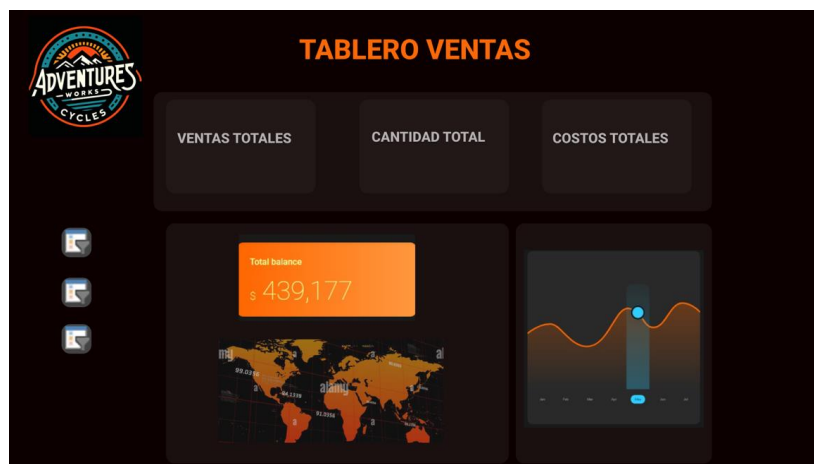 TABLERO VENTAS
ADVENTURES
WORKS
CYCLES
VENTAS TOTALES
CANTIDAD TOTAL
COSTOS TOTALES
Total balance
$ 439,177
alamy